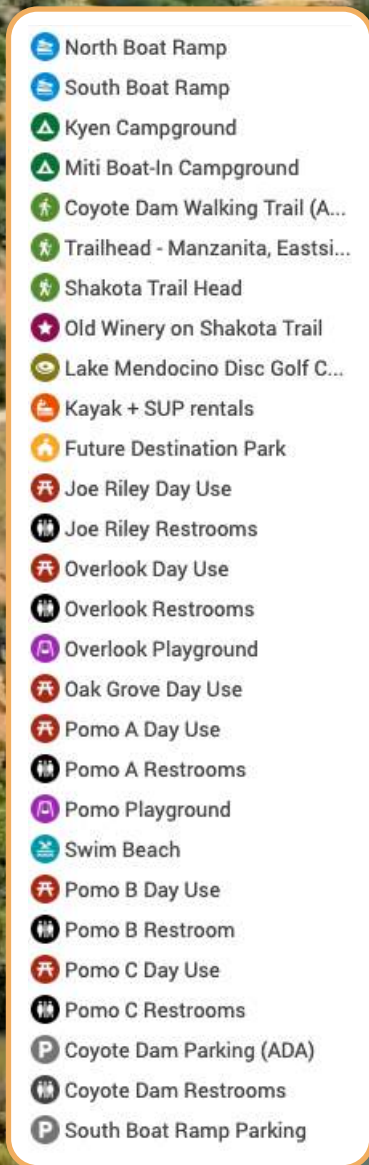 North Boat Ramp
South Boat Ramp
Kyen Campground
Miti Boat-In Campground
Coyote Dam Walking Trail (A...
Trailhead - Manzanita, Eastsi...
Shakota Trail Head
Old Winery on Shakota Trail
Lake Mendocino Disc Golf C...
Kayak + SUP rentals
Future Destination Park
Joe Riley Day Use
Joe Riley Restrooms
Overlook Day Use
Overlook Restrooms
Overlook Playground
Oak Grove Day Use
Pomo A Day Use
Pomo A Restrooms
Pomo Playground
Swim Beach
Pomo B Day Use
Pomo B Restroom
Pomo C Day Use
Pomo C Restrooms
P Coyote Dam Parking (ADA)
Coyote Dam Restrooms
P South Boat Ramp Parking